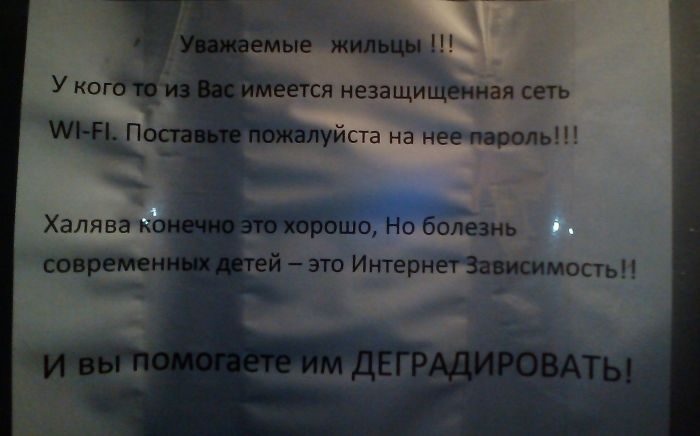 Уважаемые жильцы !!!
У кого то из Вас имеется незащищенная сеть
WI-FI. Поставьте пожалуйста на нее пароль!!!
Халява конечно это хорошо, Но болезнь
современных детей – это Интернет Зависимость!!
И вы помогаете им ДЕГРАДИРОВАТЬ!